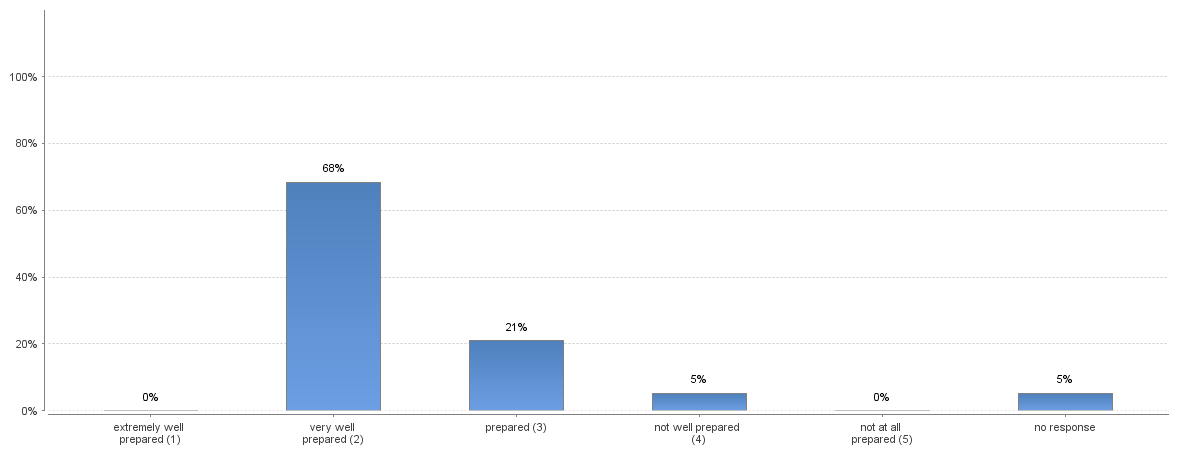 100%
80%
60%
40%
20%
0%
0%
68%
21%
5%
0%
5%
extremely well
prepared (1)
very well
prepared (2)
prepared (3)
not well prepared
(4)
not at all
prepared (5)
no response